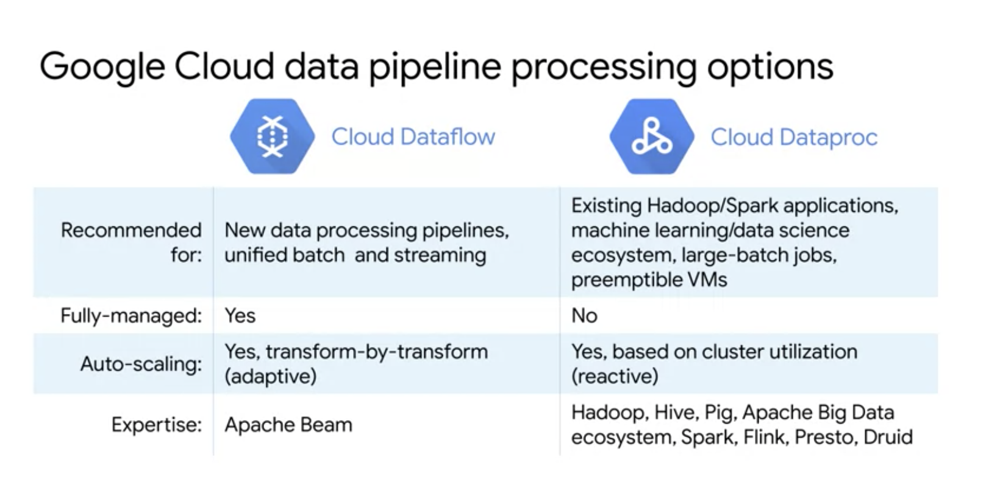 Google Cloud data pipeline processing options
Cloud Dataflow
Cloud Dataproc
Recommended
for:
New data processing pipelines,
unified batch and streaming
Existing Hadoop/Spark applications,
machine learning/data science
ecosystem, large-batch jobs,
preemptible VMs
Fully-managed:
Yes
No
Auto-scaling:
Yes, transform-by-transform
(adaptive)
Yes, based on cluster utilization
(reactive)
Expertise:
Apache Beam
Hadoop, Hive, Pig, Apache Big Data
ecosystem, Spark, Flink, Presto, Druid